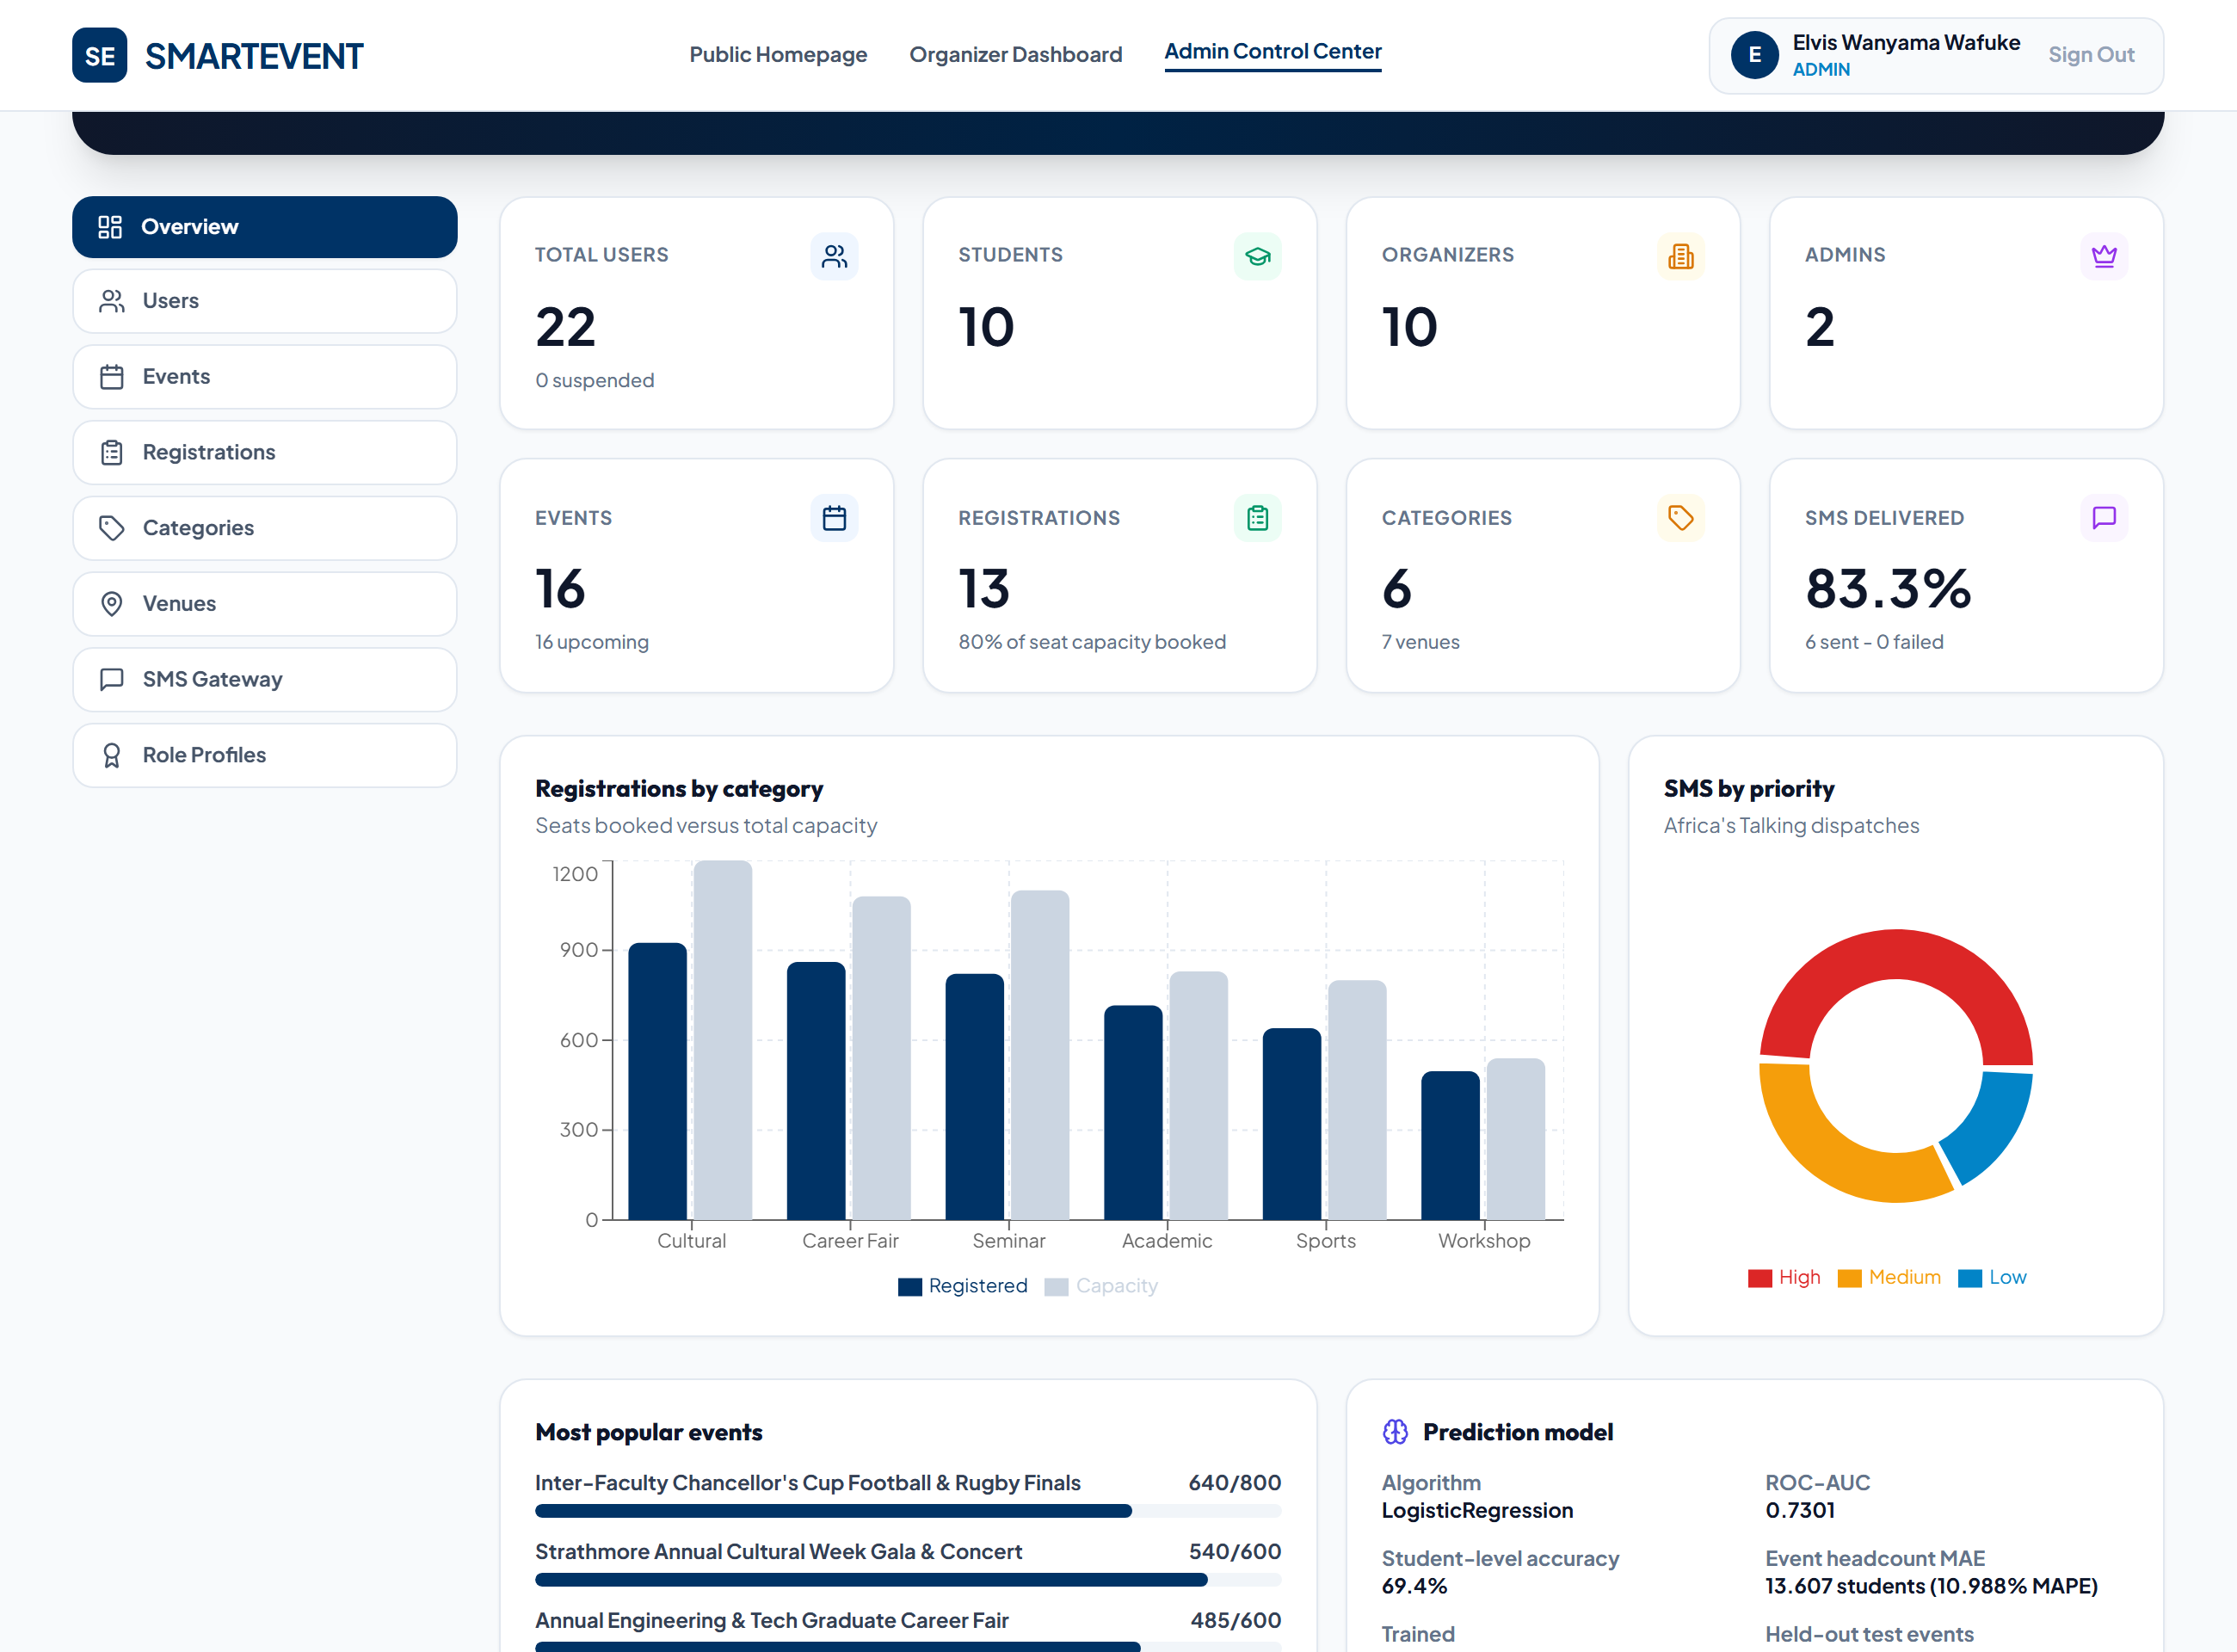 SE SMARTEVENT
Public Homepage
Organizer Dashboard
Admin Control Center
E
Elvis Wanyama Wafuke
ADMIN
Sign Out
Overview
Users
Events
Registrations
Categories
Venues
SMS Gateway
Role Profiles
TOTAL USERS
22
0 suspended
STUDENTS
10
ORGANIZERS
10
ADMINS
2
EVENTS
16
16 upcoming
REGISTRATIONS
13
80% of seat capacity booked
CATEGORIES
6
7 venues
SMS DELIVERED
83.3%
6 sent - 0 failed
Registrations by category
Seats booked versus total capacity
1200
900
600
300
0
Cultural
Career Fair
Seminar
Academic
Sports
Workshop
Registered
Capacity
SMS by priority
Africa's Talking dispatches
High
Medium
Low
Most popular events
Inter-Faculty Chancellor's Cup Football & Rugby Finals 640/800
Strathmore Annual Cultural Week Gala & Concert 540/600
Annual Engineering & Tech Graduate Career Fair 485/600
Prediction model
Algorithm
LogisticRegression
ROC-AUC
0.7301
Student-level accuracy
69.4%
Event headcount MAE
13.607 students (10.988% MAPE)
Trained
Held-out test events